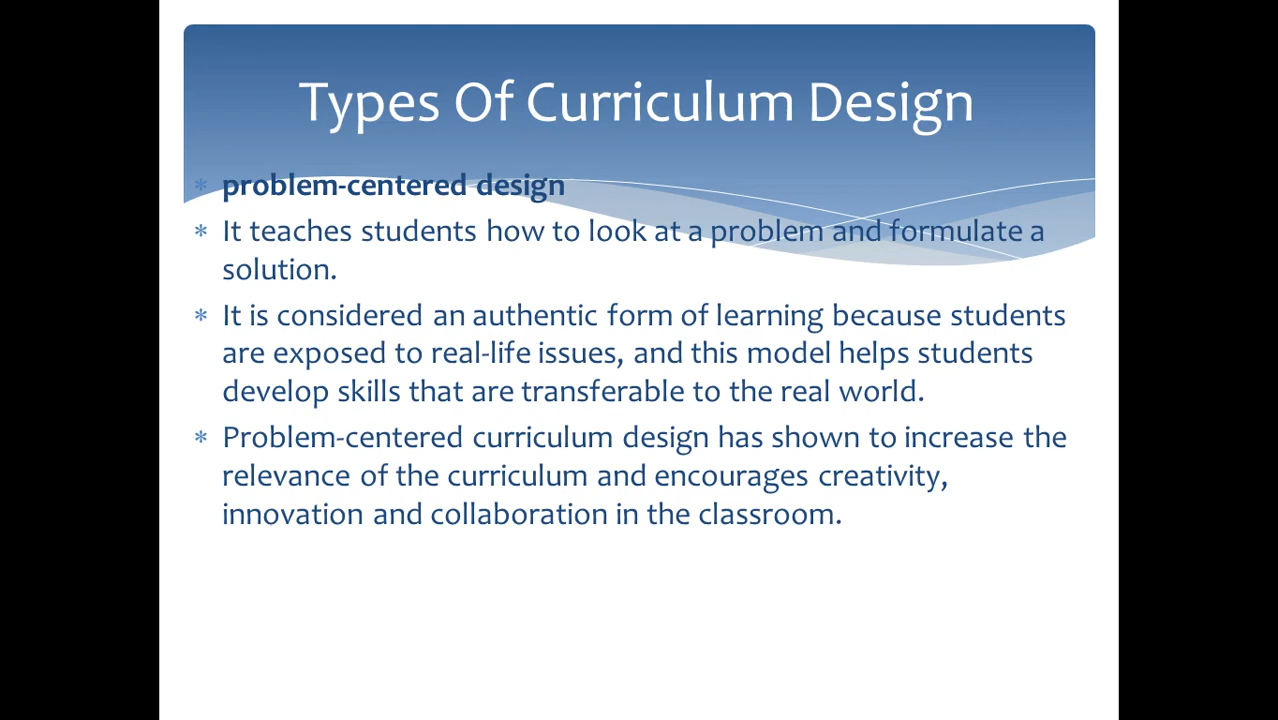 Types Of Curriculum Design
* problem-centered design
* It teaches students how to look at a problem and formulate a
solution.
* It is considered an authentic form of learning because students
are exposed to real-life issues, and this model helps students
develop skills that are transferable to the real world.
* Problem-centered curriculum design has shown to increase the
relevance of the curriculum and encourages creativity,
innovation and collaboration in the classroom.